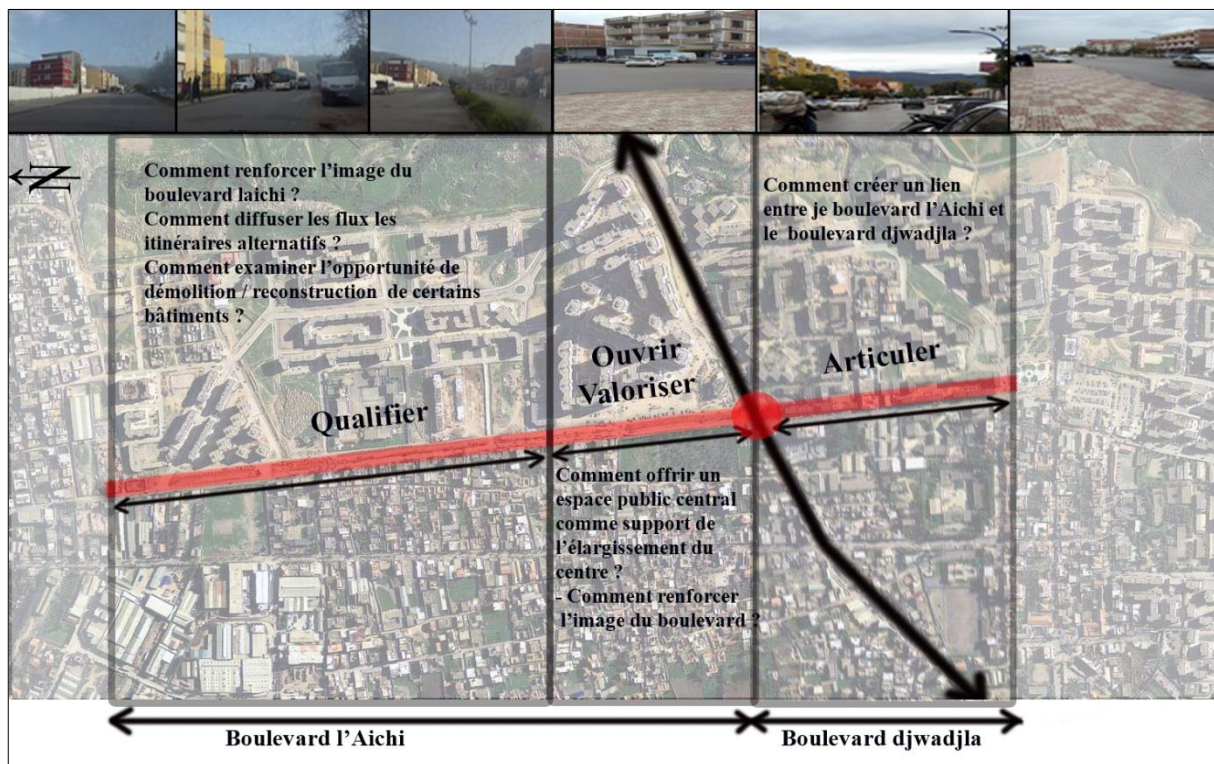 N
Comment renforcer l'image du
boulevard laichi ?
Comment diffuser les flux les
itinéraires alternatifs ?
Comment examiner l'opportunité de
démolition / reconstruction de certains
bâtiments ?
Comment créer un lien
entre je boulevard l'Aichi et
le boulevard djwadjla ?
Qualifier
Ouvrir
Valoriser
Articuler
Comment offrir un
espace public central
comme support de
l'élargissement du
centre ?
- Comment renforcer
l'image du boulevard ?
Boulevard l'Aichi
Boulevard djwadjla